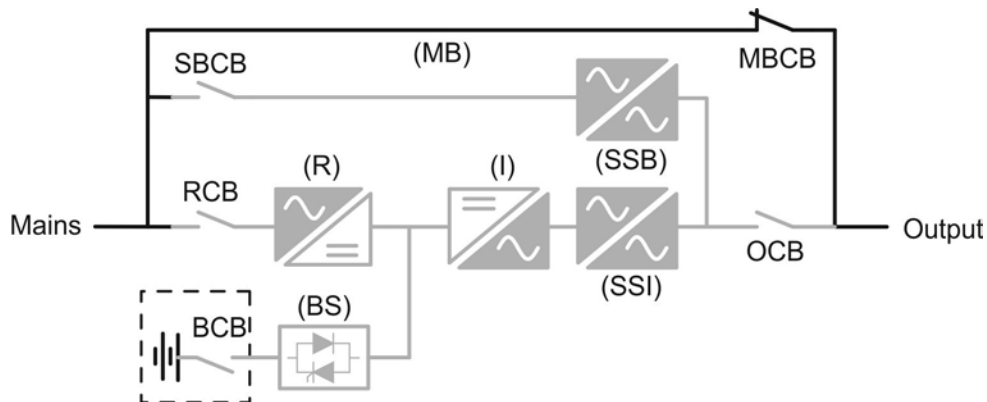 (MB)
MBCB
SBCB
(SSB)
(R)
(I)
RCB
Mains
Output
OCB
(SSI)
(BS)
BCB